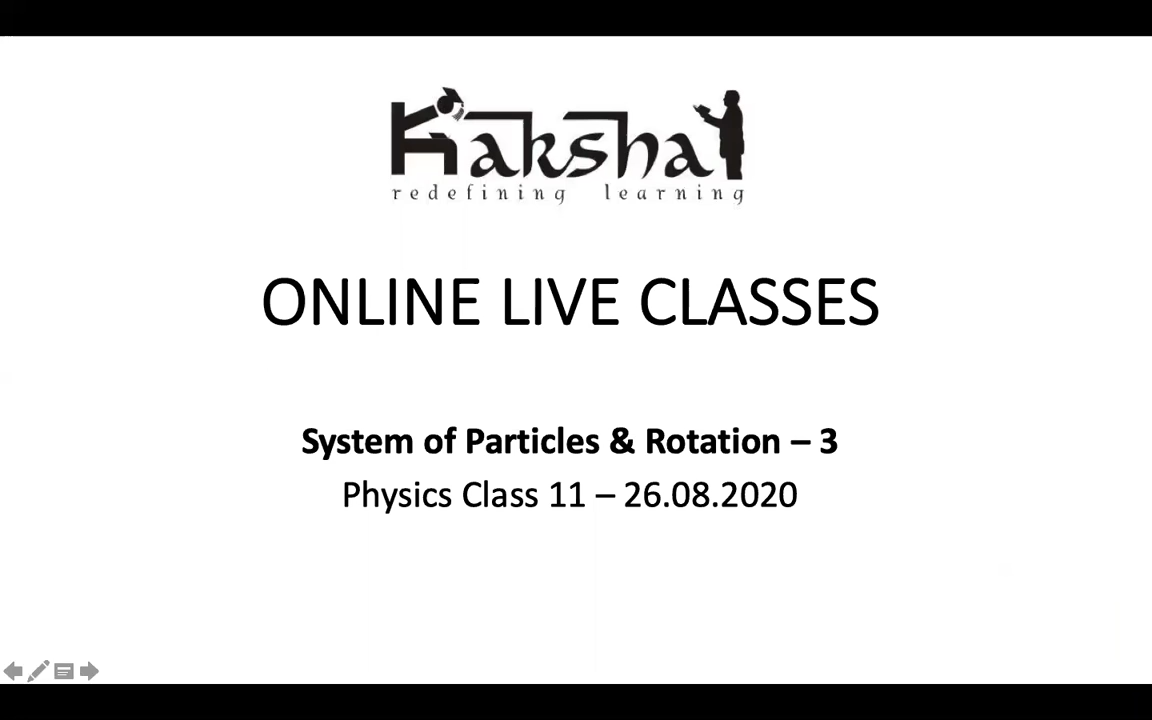 Kaksha
redefining learning
ONLINE LIVE CLASSES
System of Particles & Rotation – 3
Physics Class 11 – 26.08.2020